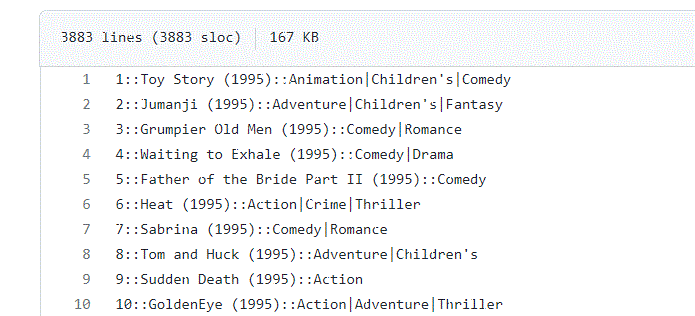 3883 lines (3883 sloc) 167 KB
1 1::Toy Story (1995)::Animation|Children's|Comedy
2 2::Jumanji (1995)::Adventure|Children's|Fantasy
3 3::Grumpier Old Men (1995)::Comedy|Romance
4 4::Waiting to Exhale (1995)::Comedy|Drama
5 5::Father of the Bride Part II (1995)::Comedy
6 6::Heat (1995)::Action|Crime|Thriller
7 7::Sabrina (1995)::Comedy|Romance
8 8::Tom and Huck (1995)::Adventure|Children's
9 9::Sudden Death (1995)::Action
10 10::GoldenEye (1995)::Action|Adventure|Thriller